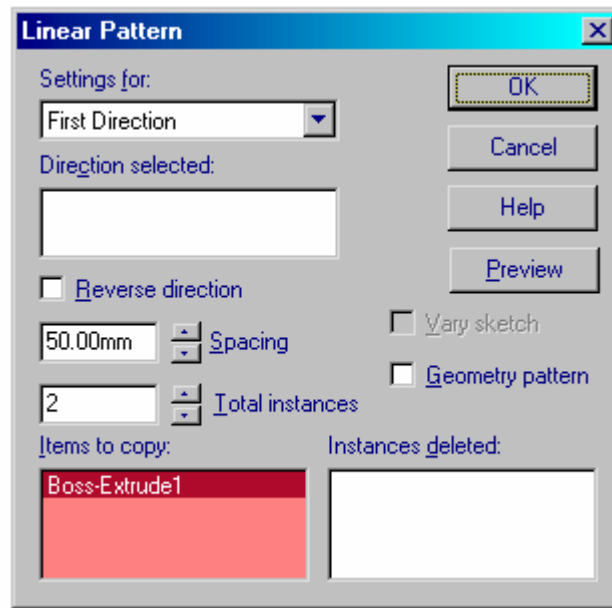 Linear Pattern
Settings for:
First Direction
OK
Direction selected:
Cancel
Help
Reverse direction
Preview
50.00mm Spacing
Vary sketch
2 Total instances
Geometry pattern
Items to copy:
Instances deleted:
Boss-Extrude1